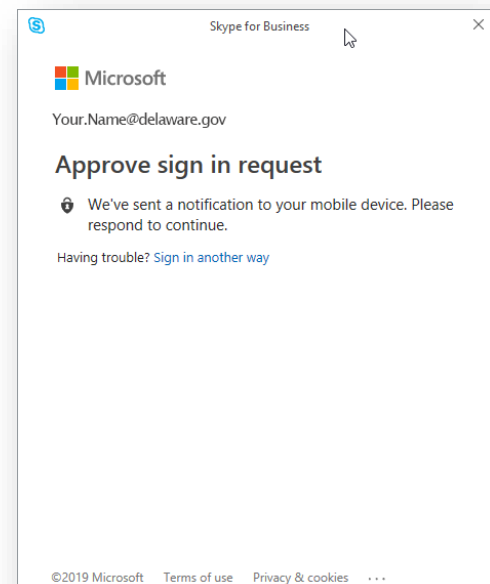 Skype for Business
Microsoft
Your.Name@delaware.gov
Approve sign in request
We've sent a notification to your mobile device. Please
respond to continue.
Having trouble? Sign in another way
©2019 Microsoft Terms of use Privacy & cookies ...